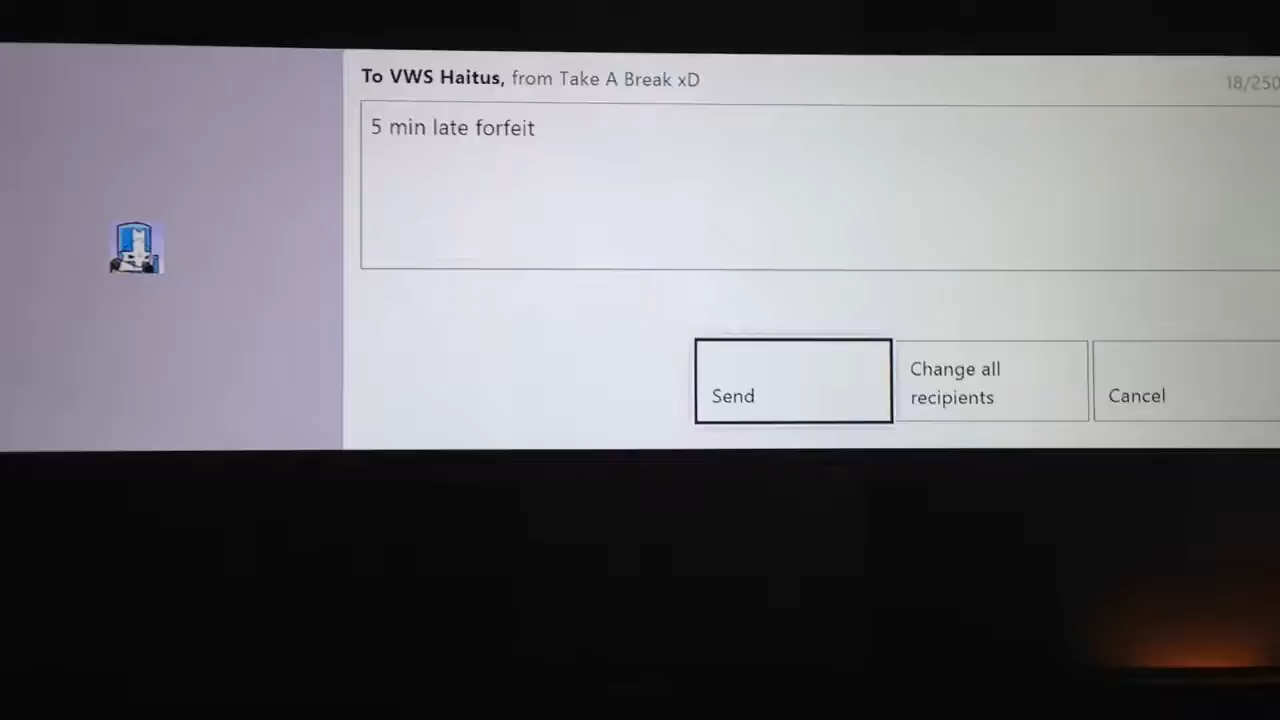 To VWS Haitus, from Take A Break xD
18/250
5 min late forfeit
Send
Change all
recipients
Cancel